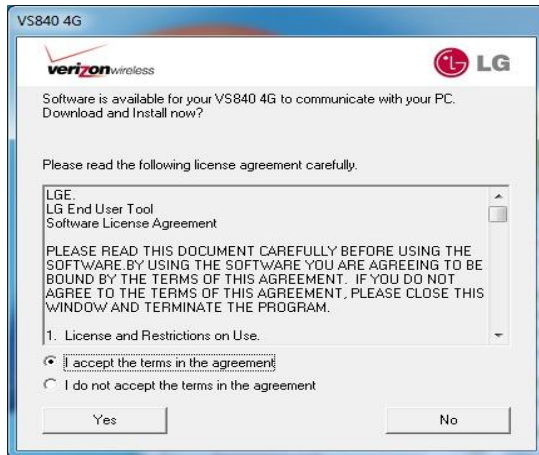 VS840 4G
verizonwireless
LG
Software is available for your VS840 4G to communicate with your PC.
Download and Install now?
Please read the following license agreement carefully.
LGE.
LG End User Tool
Software License Agreement
PLEASE READ THIS DOCUMENT CAREFULLY BEFORE USING THE
SOFTWARE.BY USING THE SOFTWARE YOU ARE AGREEING TO BE
BOUND BY THE TERMS OF THIS AGREEMENT. IF YOU DO NOT
AGREE TO THE TERMS OF THIS AGREEMENT, PLEASE CLOSE THIS
WINDOW AND TERMINATE THE PROGRAM.
1. License and Restrictions on Use.
I accept the terms in the agreement
I do not accept the terms in the agreement
Yes No